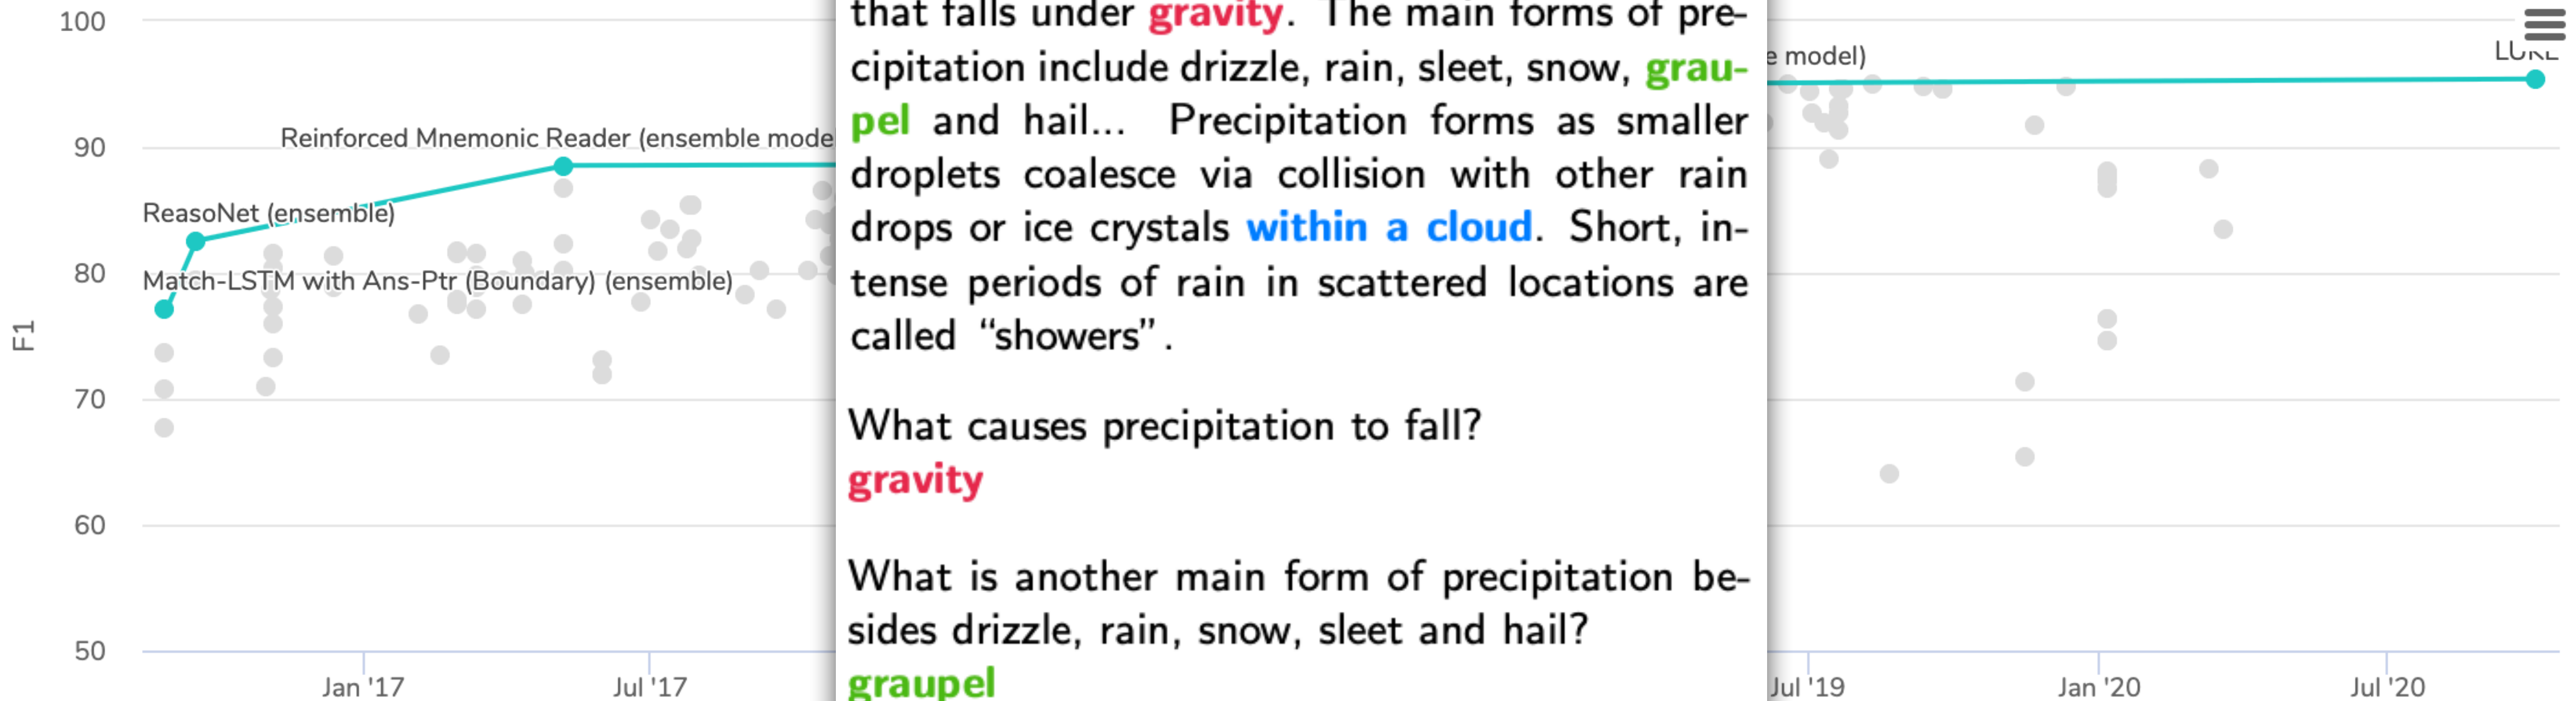 100
90
80
70
60
50
F1
Reinforced Mnemonic Reader (ensemble
ReasoNet (ensemble)
Match-LSTM with Ans-Ptr (Boundary) (ensemble)
Jan '17
Jul '17
that falls under gravity. The main forms of pre-
cipitation include drizzle, rain, sleet, snow, grau-
pel and hail... Precipitation forms as smaller
droplets coalesce via collision with other rain
drops or ice crystals within a cloud. Short, in-
tense periods of rain in scattered locations are
called “showers”.
What causes precipitation to fall?
gravity
What is another main form of precipitation be-
sides drizzle, rain, snow, sleet and hail?
graupel
model)
LUKE
Jul '19
Jan '20
Jul '20